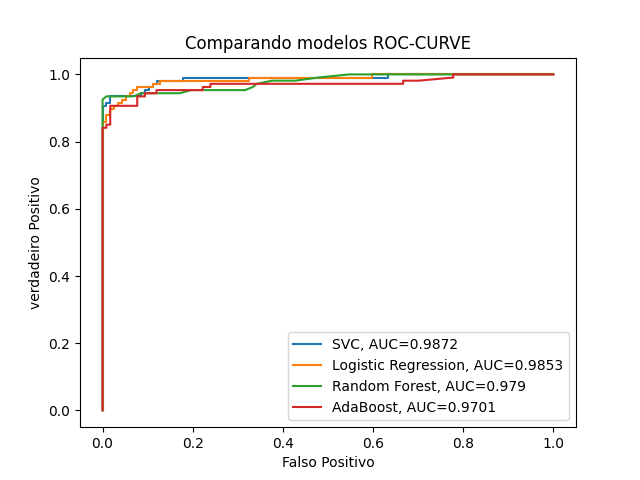 Comparando modelos ROC-CURVE
1.0
0.8
0.6
0.4
0.2
0.0
verdadeiro Positivo
SVC, AUC=0.9872
Logistic Regression, AUC=0.9853
Random Forest, AUC=0.979
AdaBoost, AUC=0.9701
0.0 0.2 0.4 0.6 0.8 1.0
Falso Positivo